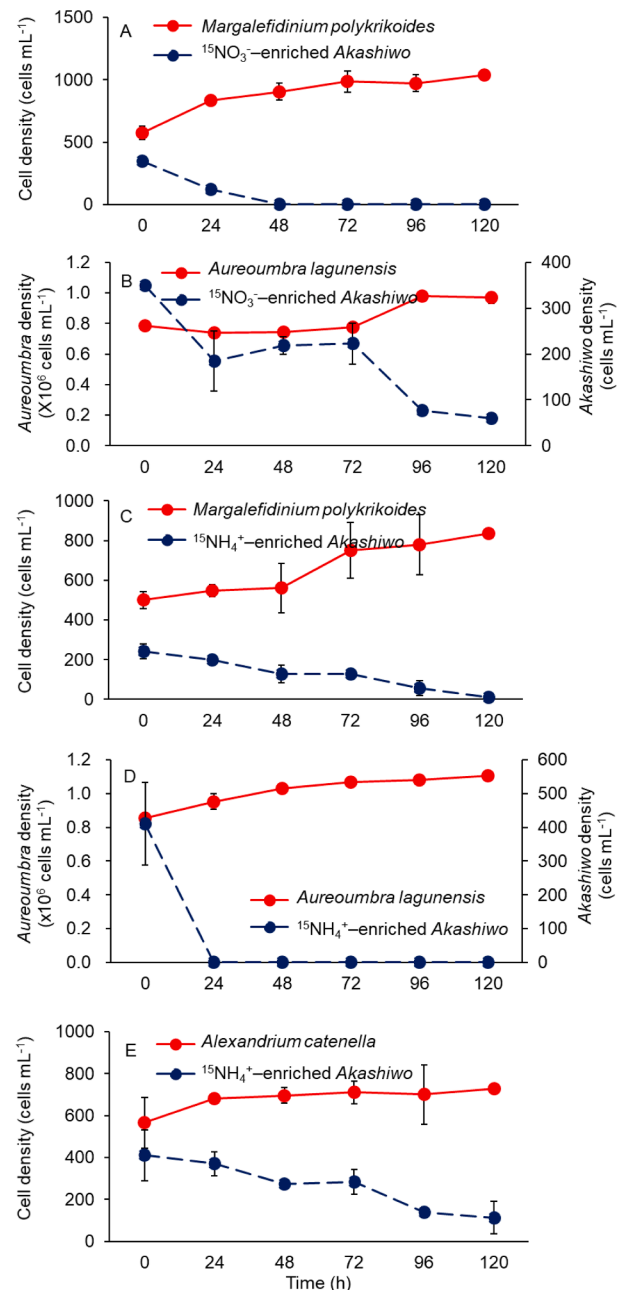 A
Margalefidinium polykrikoides
¹⁵NO₃⁻–enriched Akashiwo
Cell density (cells mL⁻¹)
1500
1000
500
0
0 24 48 72 96 120
B
Aureoumbra lagunensis
¹⁵NO₃⁻–enriched Akashiwo
Aureoumbra density
(X10⁶ cells mL⁻¹)
1.2
1.0
0.8
0.6
0.4
0.2
0.0
400
300
200
100
0
Akashiwo density
(cells mL⁻¹)
0 24 48 72 96 120
C
Margalefidinium polykrikoides
¹⁵NH₄⁺–enriched Akashiwo
Cell density (cells mL⁻¹)
1000
800
600
400
200
0
0 24 48 72 96 120
D
Aureoumbra density
(x10⁶ cells mL⁻¹)
1.2
1.0
0.8
0.6
0.4
0.2
0.0
600
500
400
300
200
100
0
Akashiwo density
(cells mL⁻¹)
Aureoumbra lagunensis
¹⁵NH₄⁺–enriched Akashiwo
0 24 48 72 96 120
E
Alexandrium catenella
¹⁵NH₄⁺–enriched Akashiwo
Cell density (cells mL⁻¹)
1000
800
600
400
200
0
0 24 48 72 96 120
Time (h)